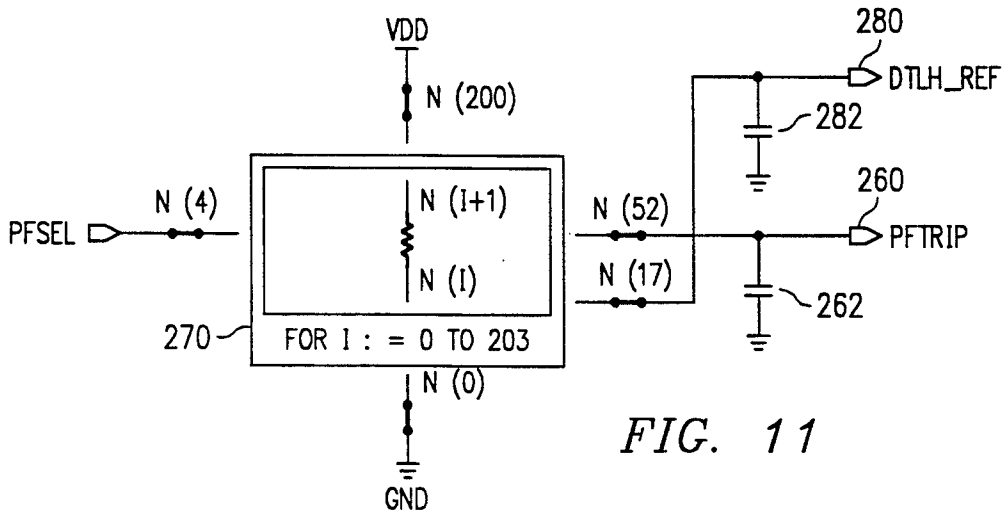 VDD
N (200)
280
DTLH_REF
282
PFSEL
N (4)
N (I+1)
N (I)
N (52)
N (17)
260
PFTRIP
262
270
FOR I : = 0 TO 203
N (0)
GND
FIG. 11